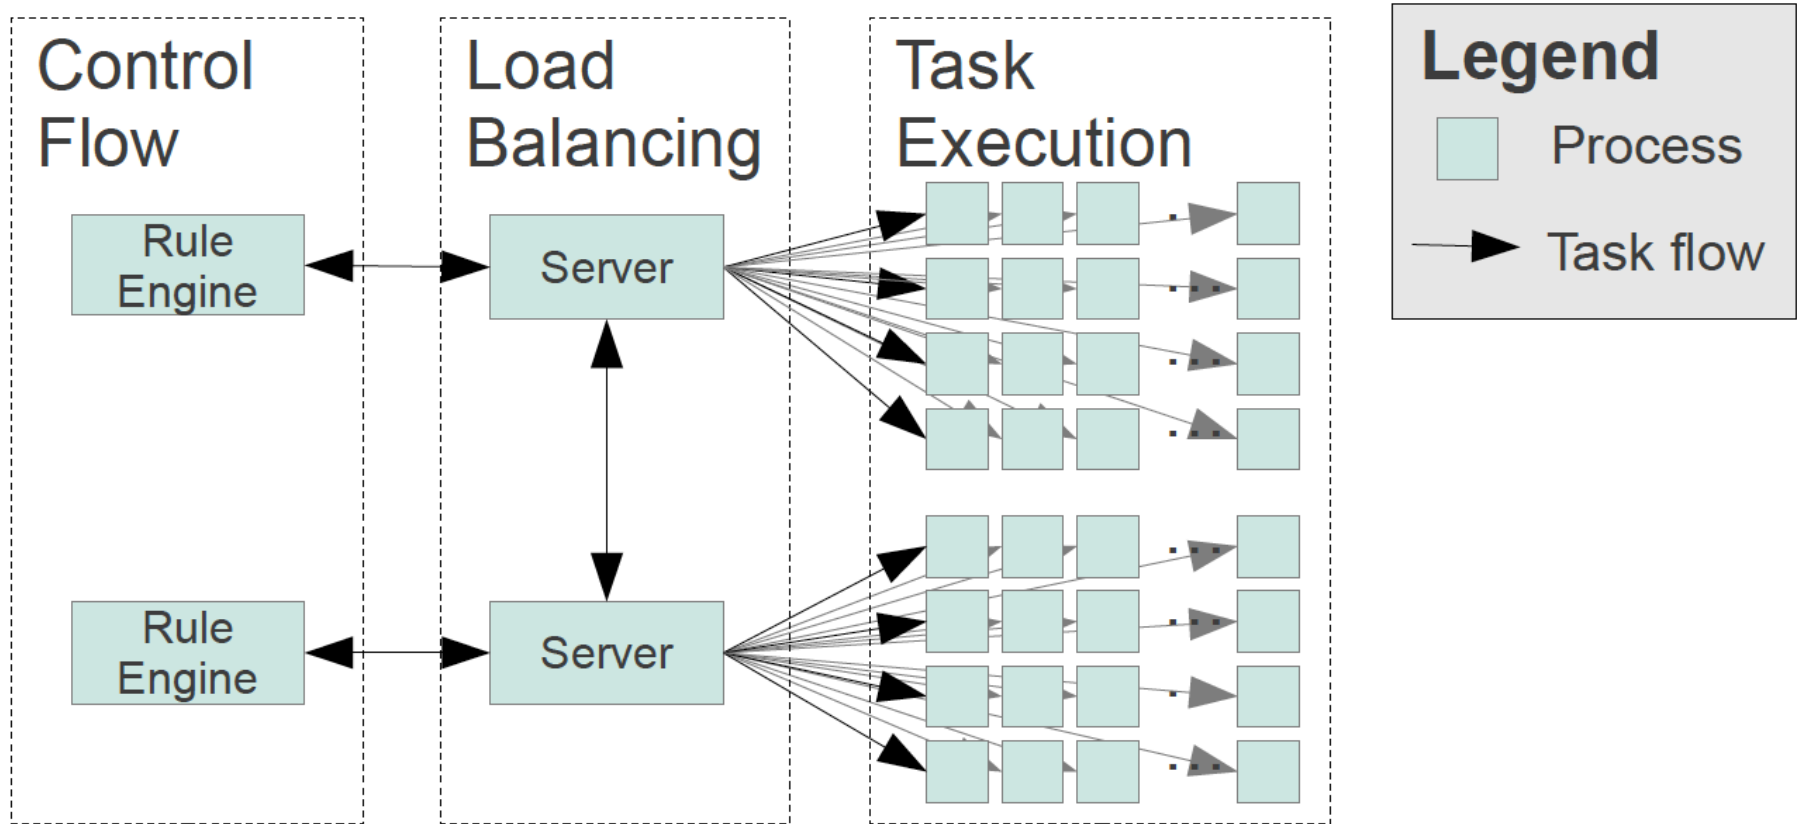 Control
Flow
Load
Balancing
Task
Execution
Legend
Process
Task flow
Rule
Engine
Server
Rule
Engine
Server